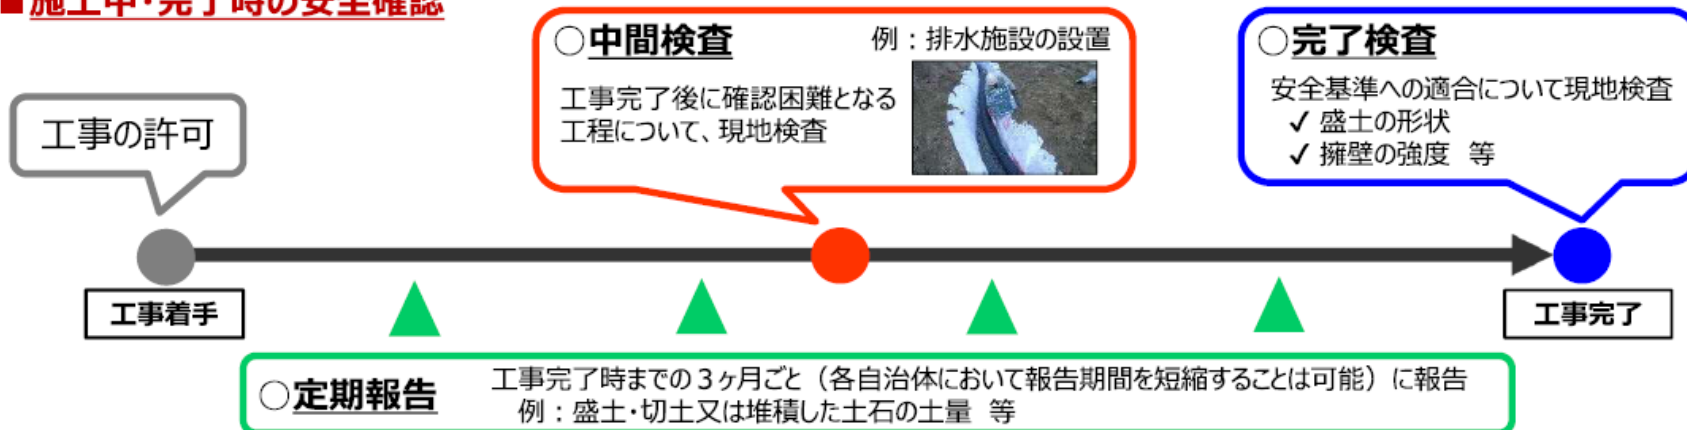 ■施工中・完了時の安全確認
工事の許可
○中間検査 例：排水施設の設置
工事完了後に確認困難となる
工程について、現地検査
○完了検査
安全基準への適合について現地検査
✓ 盛土の形状
✓ 擁壁の強度 等
工事着手
工事完了
○定期報告 工事完了時までの３ヶ月ごと（各自治体において報告期間を短縮することは可能）に報告
例：盛土・切土又は堆積した土石の土量 等